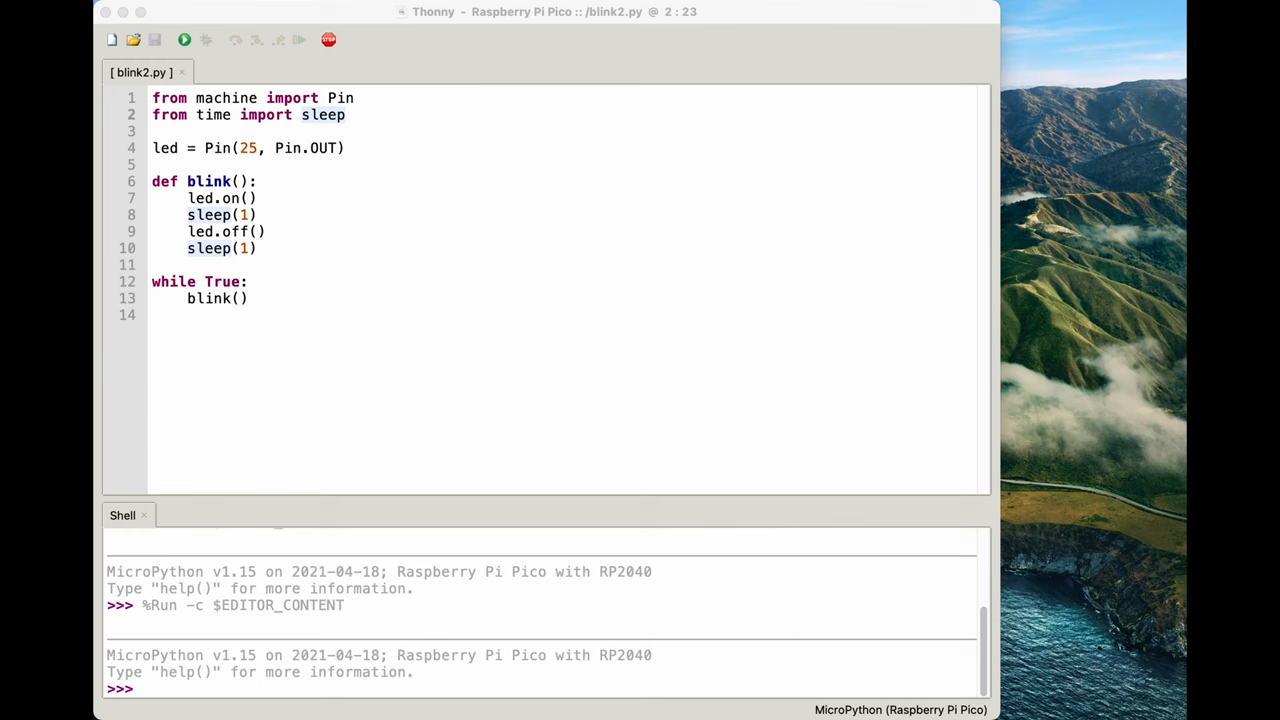 Thonny - Raspberry Pi Pico :: /blink2.py @ 2 : 23
STOP
[ blink2.py ] ×
1 from machine import Pin
2 from time import sleep
3
4 led = Pin(25, Pin.OUT)
5
6 def blink():
7     led.on()
8     sleep(1)
9     led.off()
10     sleep(1)
11
12 while True:
13     blink()
14
Shell ×
MicroPython v1.15 on 2021-04-18; Raspberry Pi Pico with RP2040
Type "help()" for more information.
>>> %Run -c $EDITOR_CONTENT
MicroPython v1.15 on 2021-04-18; Raspberry Pi Pico with RP2040
Type "help()" for more information.
>>>
MicroPython (Raspberry Pi Pico)